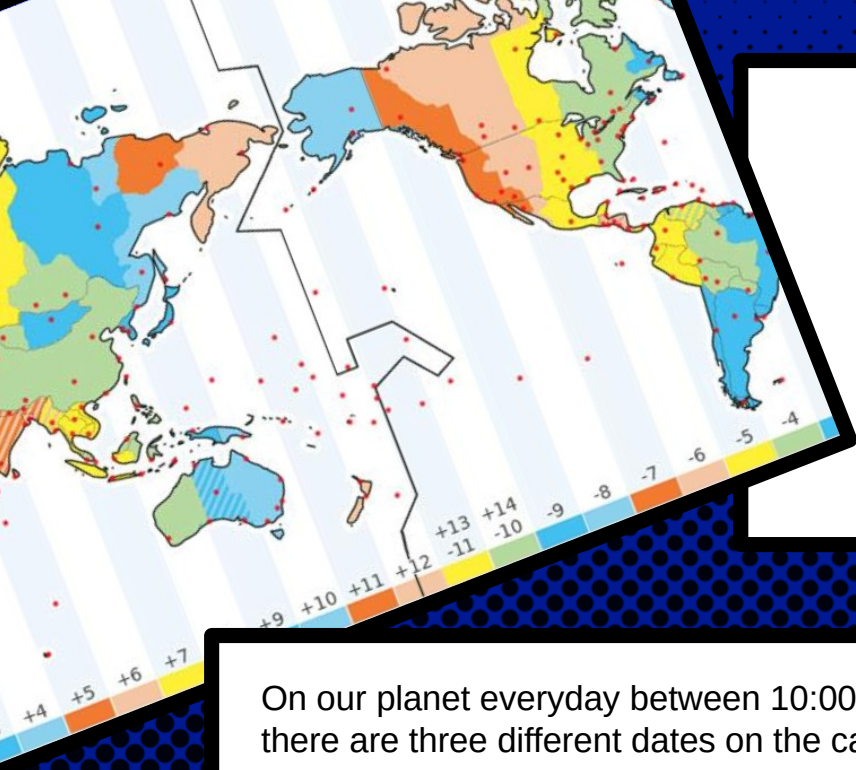 +13 +14
+4 +5 +6 +7 +9 +10 +11 +12 -11 -10 -9 -8 -7 -6 -5 -4
On our planet everyday between 10:00
there are three different dates on the ca